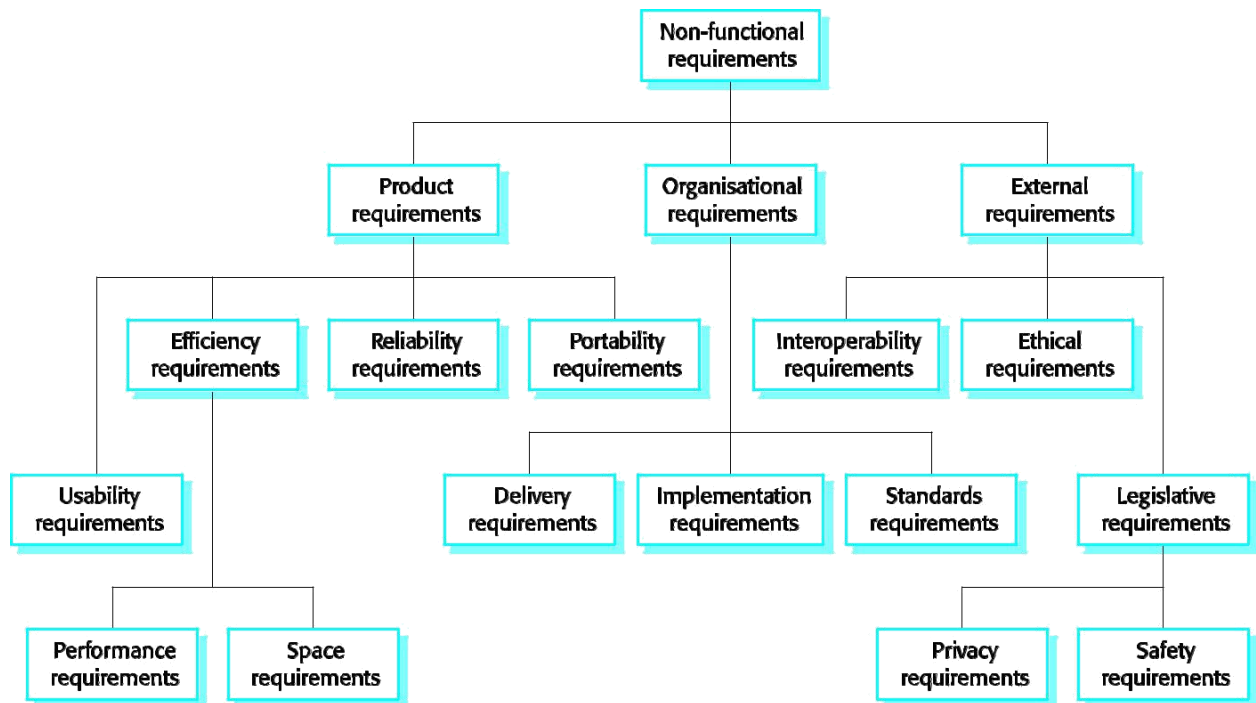 Non-functional
requirements
Product
requirements
Organisational
requirements
External
requirements
Efficiency
requirements
Reliability
requirements
Portability
requirements
Interoperability
requirements
Ethical
requirements
Usability
requirements
Delivery
requirements
Implementation
requirements
Standards
requirements
Legislative
requirements
Performance
requirements
Space
requirements
Privacy
requirements
Safety
requirements